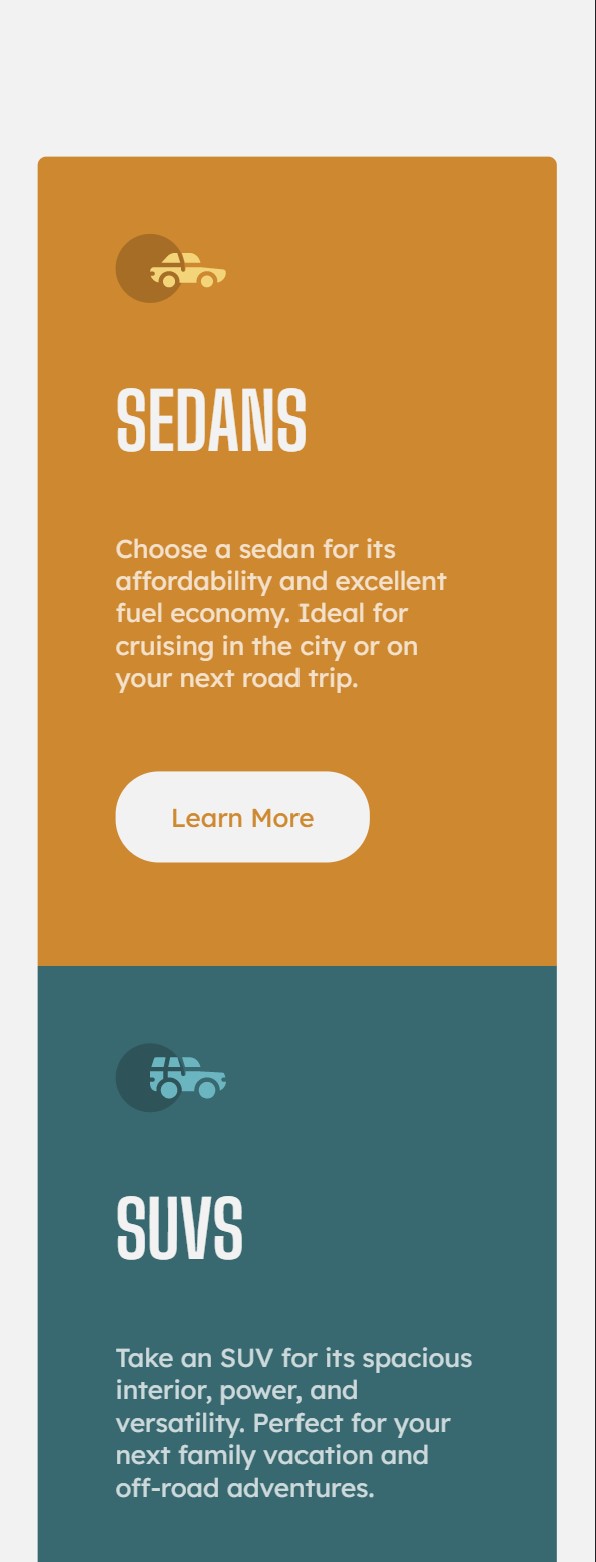 SEDANS
Choose a sedan for its
affordability and excellent
fuel economy. Ideal for
cruising in the city or on
your next road trip.
Learn More
SUVS
Take an SUV for its spacious
interior, power, and
versatility. Perfect for your
next family vacation and
off-road adventures.